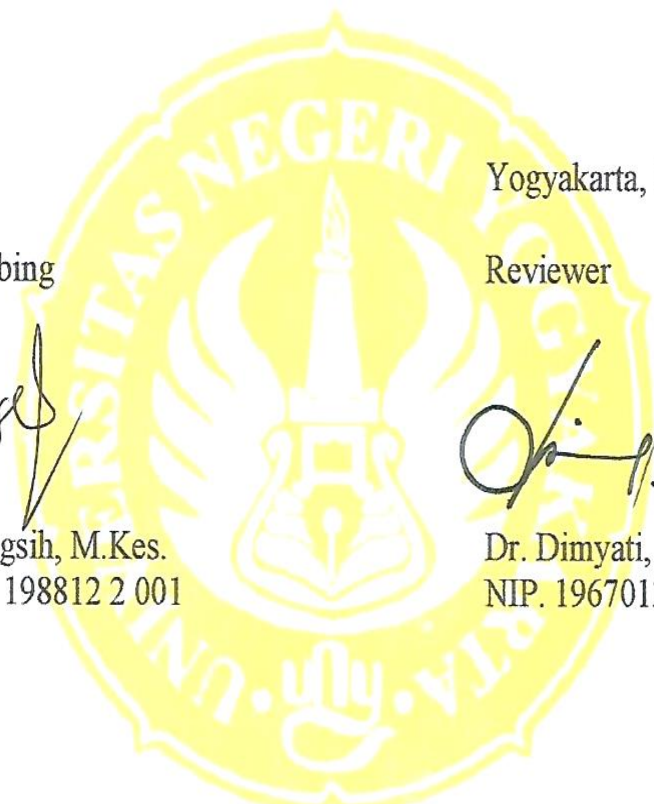 Yogyakarta,
bing
Reviewer
gsih, M.Kes.
198812 2 001
Dr. Dimyati,
NIP. 196701
UNIVERSITAS NEGERI YOGYAKARTA
uny